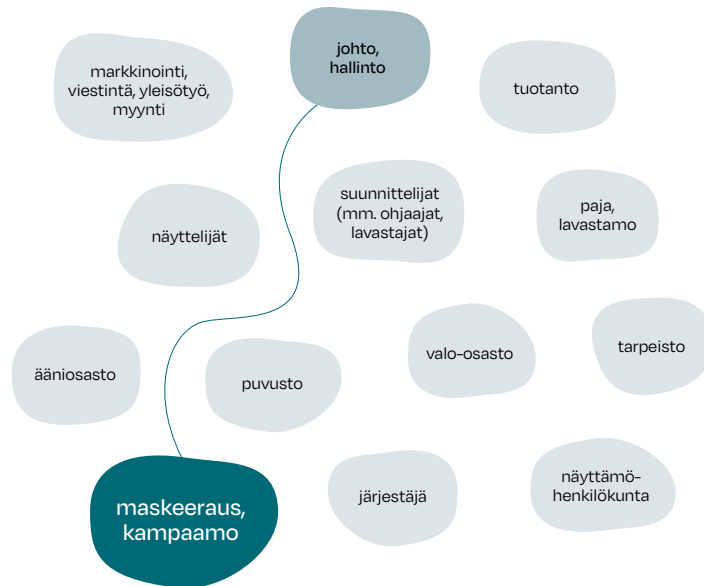 johto,
hallinto
markkinointi,
viestintä, yleisötyö,
myynti
tuotanto
suunnittelijat
(mm. ohjaajat,
lavastajat)
paja,
lavastamo
näyttelijät
valo-osasto
tarpeisto
ääniosasto
puvusto
maskeeraus,
kampaamo
järjestäjä
näyttämö-
henkilökunta